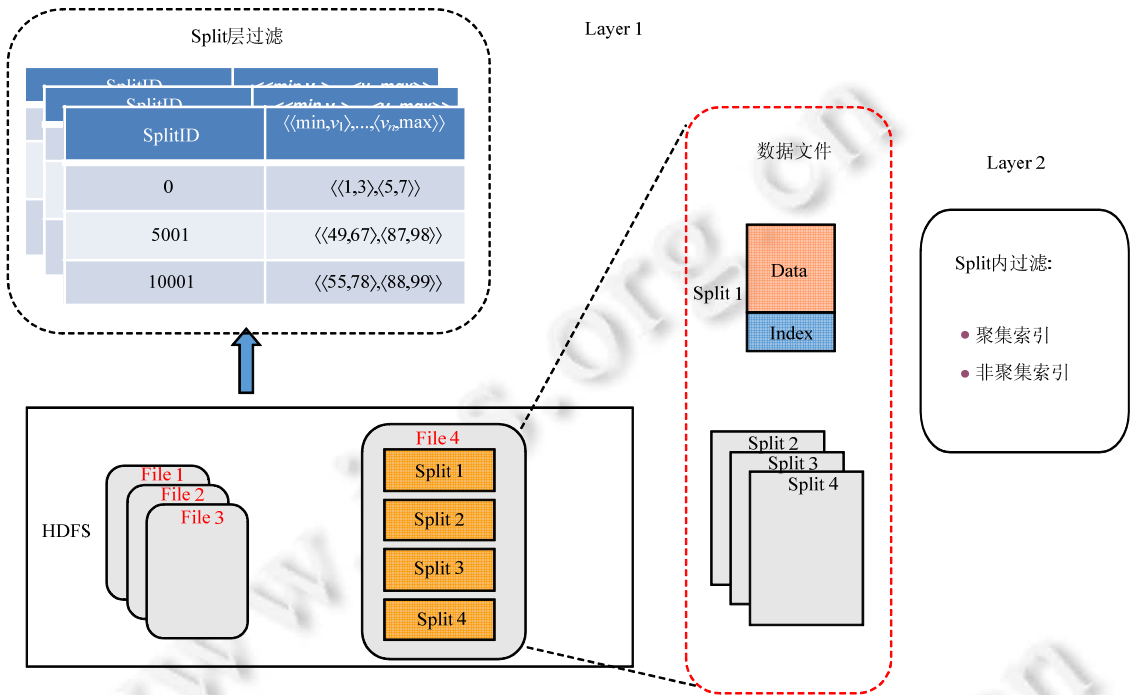 Split层过滤
Layer 1
SplitID
SplitID
SplitID
⟨⟨min,v1⟩,...,⟨vn,max⟩⟩
0
⟨⟨1,3⟩,⟨5,7⟩⟩
5001
⟨⟨49,67⟩,⟨87,98⟩⟩
10001
⟨⟨55,78⟩,⟨88,99⟩⟩
数据文件
Layer 2
Data
Split 1
Index
Split内过滤:
• 聚集索引
• 非聚集索引
Split 2
Split 3
Split 4
HDFS
File 1
File 2
File 3
File 4
Split 1
Split 2
Split 3
Split 4